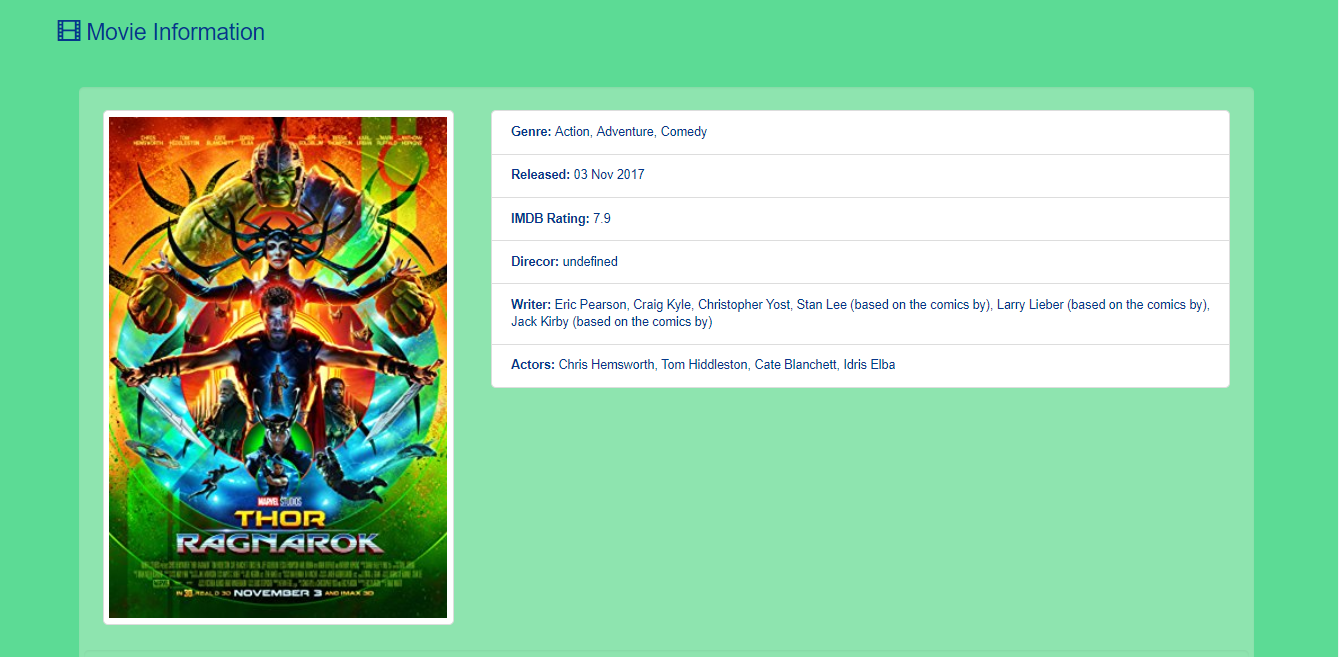 Movie Information
CHRIS TOM CATE IDRIS JEFF TESSA KARL MARK ANTHONY
HEMSWORTH HIDDLESTON BLANCHETT ELBA GOLDBLUM THOMPSON URBAN RUFFALO HOPKINS
MARVEL STUDIOS
THOR
RAGNAROK
IN 3D, REAL D 3D NOVEMBER 3 AND IMAX 3D
Genre: Action, Adventure, Comedy
Released: 03 Nov 2017
IMDB Rating: 7.9
Direcor: undefined
Writer: Eric Pearson, Craig Kyle, Christopher Yost, Stan Lee (based on the comics by), Larry Lieber (based on the comics by),
Jack Kirby (based on the comics by)
Actors: Chris Hemsworth, Tom Hiddleston, Cate Blanchett, Idris Elba